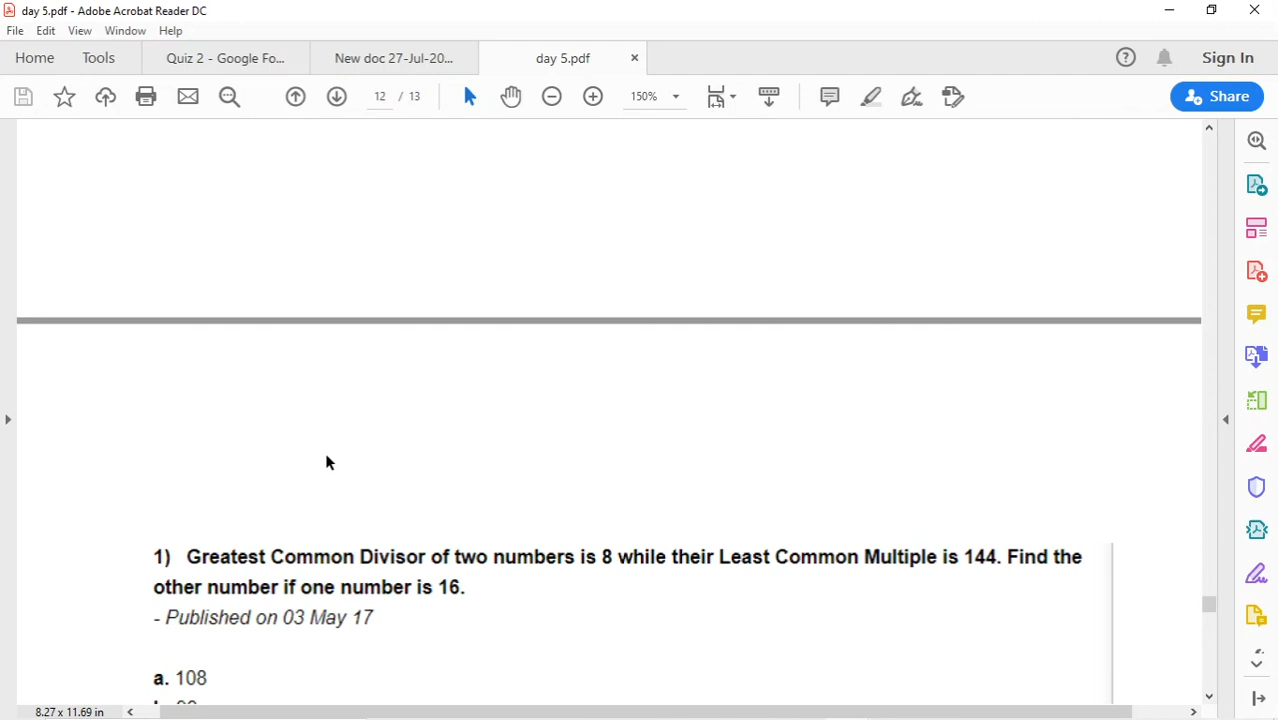 day 5.pdf - Adobe Acrobat Reader DC
File Edit View Window Help
Home Tools Quiz 2 - Google Fo... New doc 27-Jul-20... day 5.pdf × Sign In
12 / 13 150% Share
1) Greatest Common Divisor of two numbers is 8 while their Least Common Multiple is 144. Find the
other number if one number is 16.
- Published on 03 May 17
a. 108
8.27 x 11.69 in